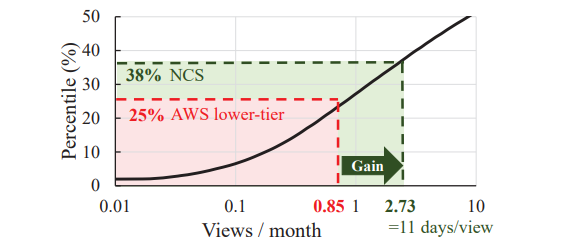 50
40
30
20
10
0
Percentile (%)
38% NCS
25% AWS lower-tier
Gain
0.01 0.1 0.85 1 2.73 10
Views / month
=11 days/view